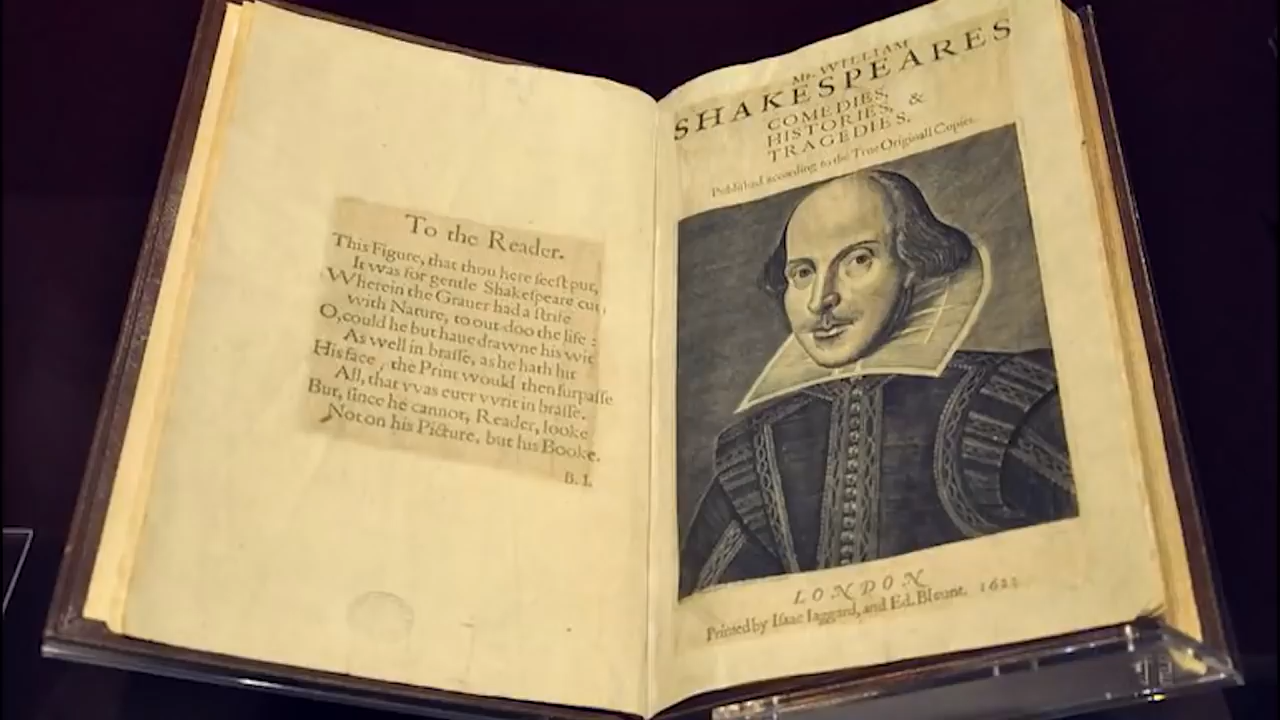 To the Reader.
This Figure, that thou here seest put,
It was for gentle Shakespeare cut,
Wherein the Grauer had a strife
with Nature, to out-doo the life :
O, could he but haue drawne his wit
As well in brasse, as he hath hit
His face , the Print would then surpasse
All, that vvas euer vvrit in brasse.
But, since he cannot, Reader, looke
Not on his Picture, but his Booke.
B. I.
Mr. WILLIAM
SHAKESPEARES
COMEDIES,
HISTORIES, &
TRAGEDIES.
Published according to the True Originall Copies.
LONDON
Printed by Isaac Iaggard, and Ed. Blount. 1623